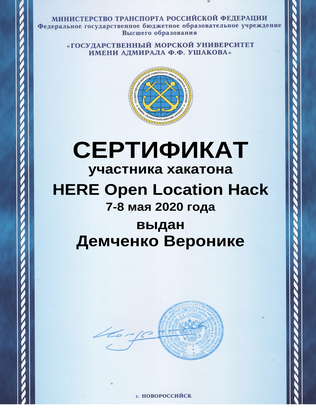 МИНИСТЕРСТВО ТРАНСПОРТА РОССИЙСКОЙ ФЕДЕРАЦИИ
Федеральное государственное бюджетное образовательное учреждение
Высшего образования
«ГОСУДАРСТВЕННЫЙ МОРСКОЙ УНИВЕРСИТЕТ
ИМЕНИ АДМИРАЛА Ф.Ф. УШАКОВА»
СЕРТИФИКАТ
участника хакатона
HERE Open Location Hack
7-8 мая 2020 года
выдан
Демченко Веронике
г. НОВОРОССИЙСК